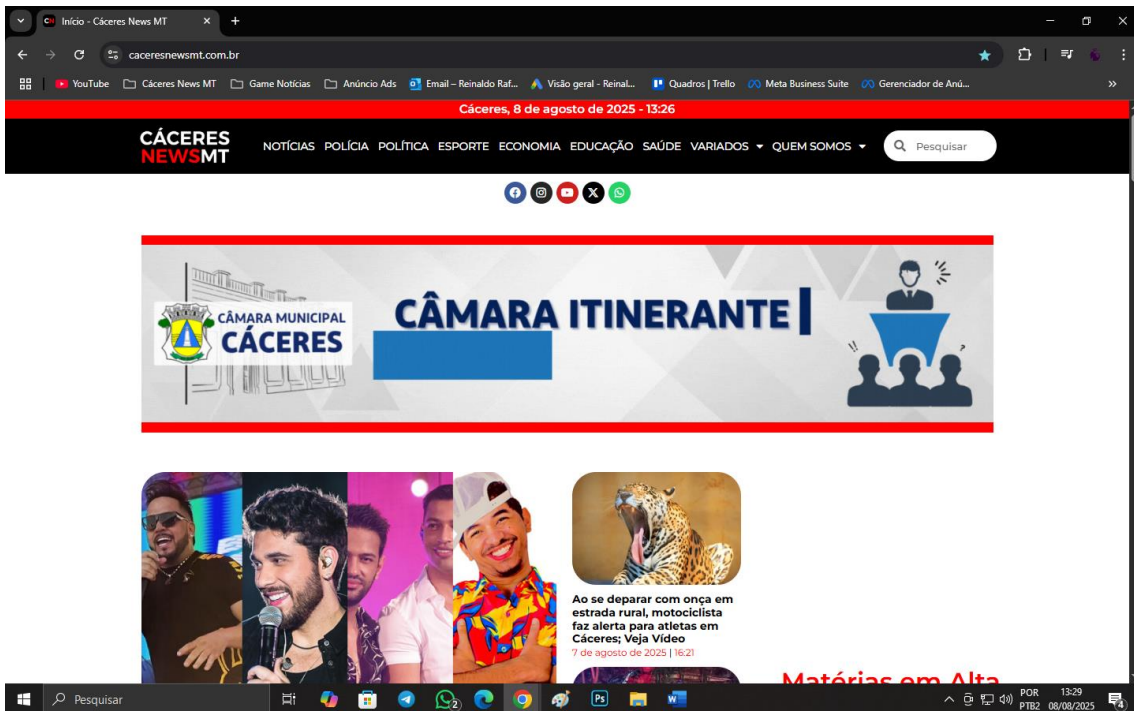 Início - Cáceres News MT
caceresnewsmt.com.br
YouTube Cáceres News MT Game Notícias Anúncio Ads Email – Reinaldo Raf... Visão geral - Reinal... Quadros | Trello Meta Business Suite Gerenciador de Anú...
Cáceres, 8 de agosto de 2025 - 13:26
CÁCERES
NEWSMT
NOTÍCIAS POLÍCIA POLÍTICA ESPORTE ECONOMIA EDUCAÇÃO SAÚDE VARIADOS QUEM SOMOS Pesquisar
CÂMARA MUNICIPAL
CÁCERES
CÂMARA ITINERANTE
Ao se deparar com onça em
estrada rural, motociclista
faz alerta para atletas em
Cáceres; Veja Vídeo
7 de agosto de 2025 | 16:21
Matérias em Alta
Pesquisar
POR 13:29
PTB2 08/08/2025